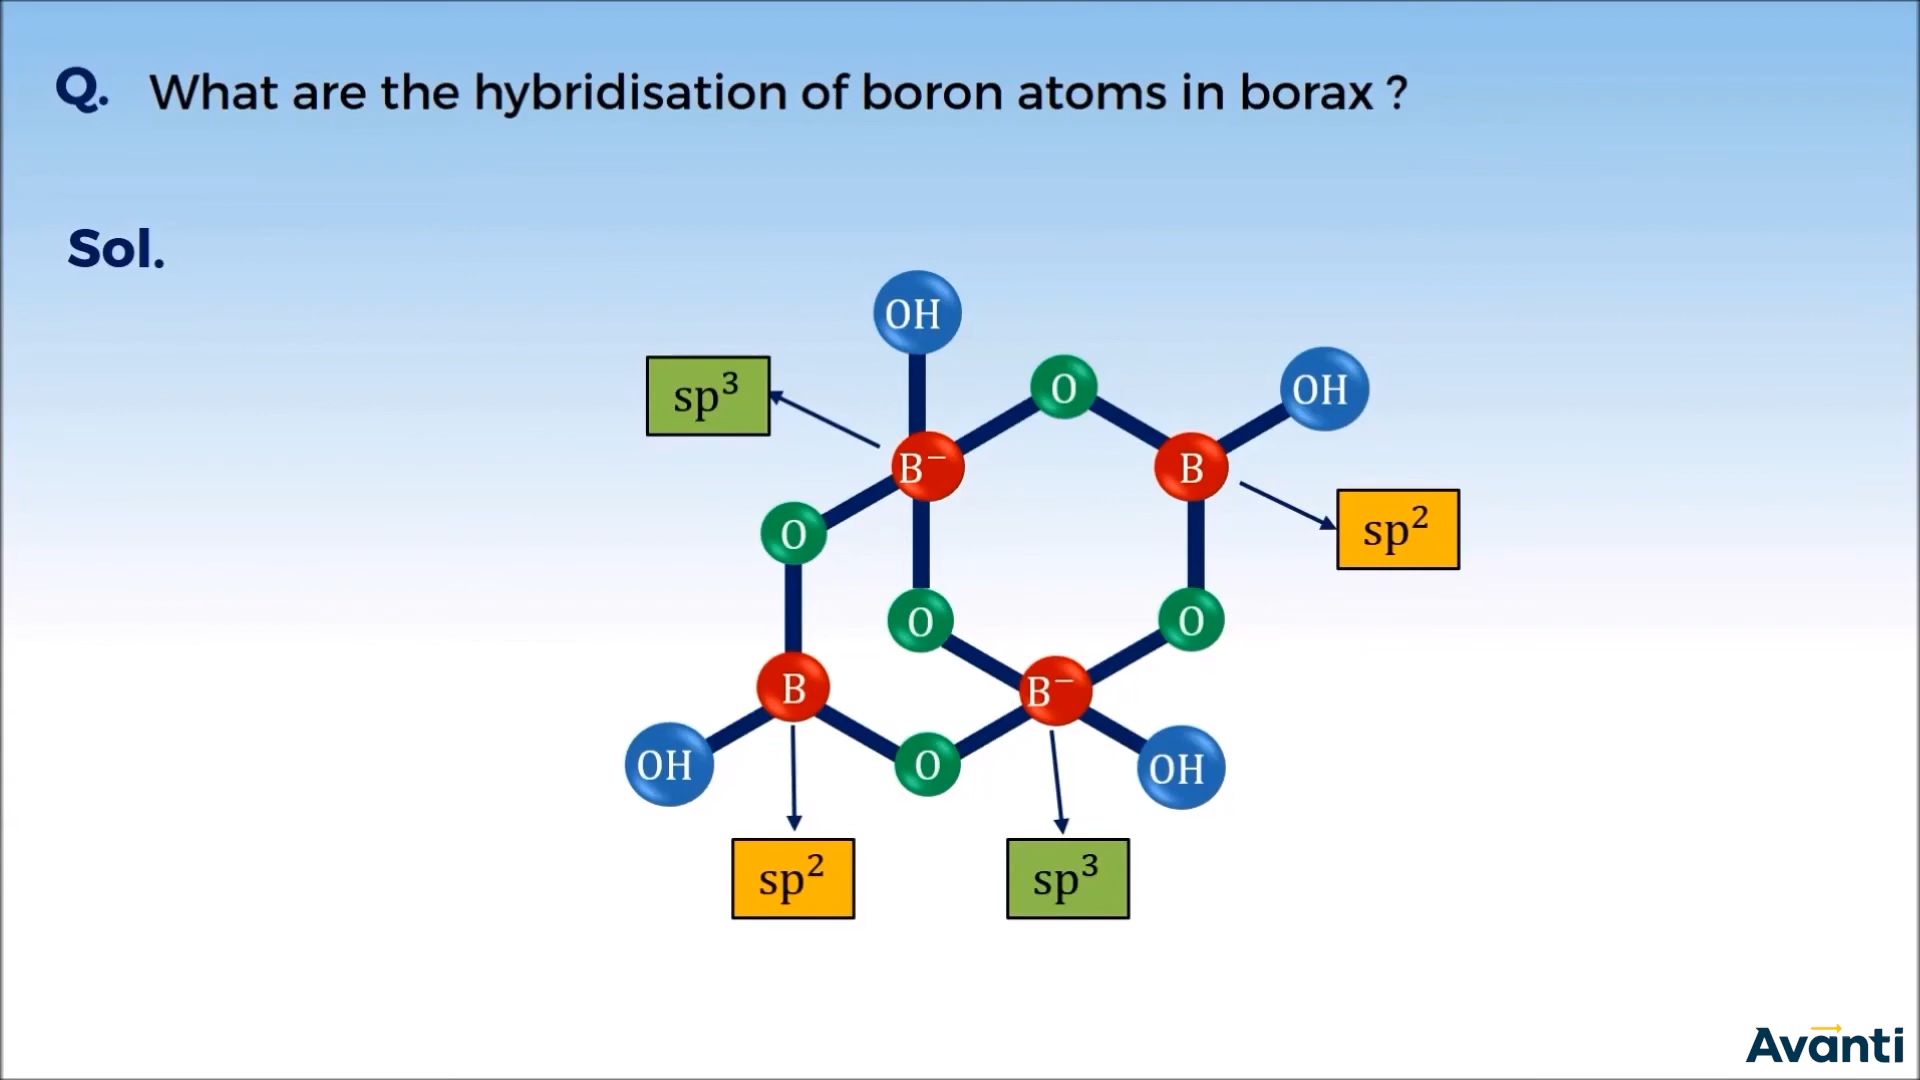 Q. What are the hybridisation of boron atoms in borax ?
Sol.
OH
sp³
O
OH
B⁻
B
sp²
O
O
O
B
B⁻
OH
O
OH
sp²
sp³
Avanti